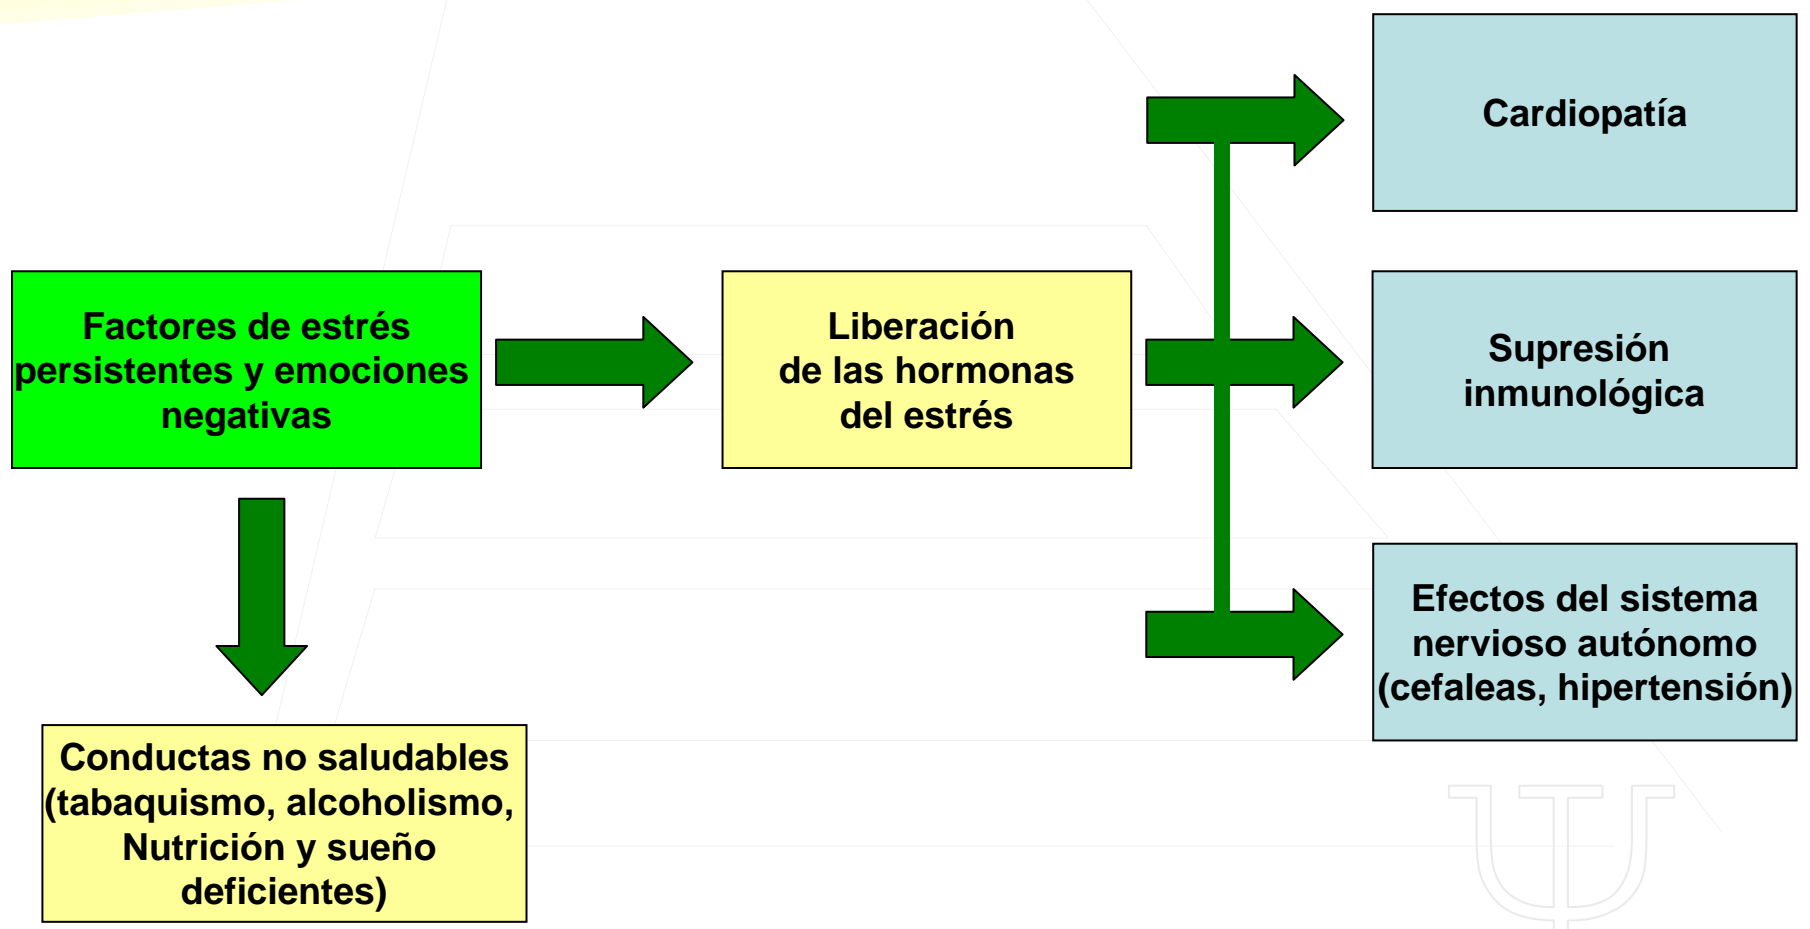 Cardiopatía
Factores de estrés
persistentes y emociones
negativas
Liberación
de las hormonas
del estrés
Supresión
inmunológica
Efectos del sistema
nervioso autónomo
(cefaleas, hipertensión)
Conductas no saludables
(tabaquismo, alcoholismo,
Nutrición y sueño
deficientes)
Ψ